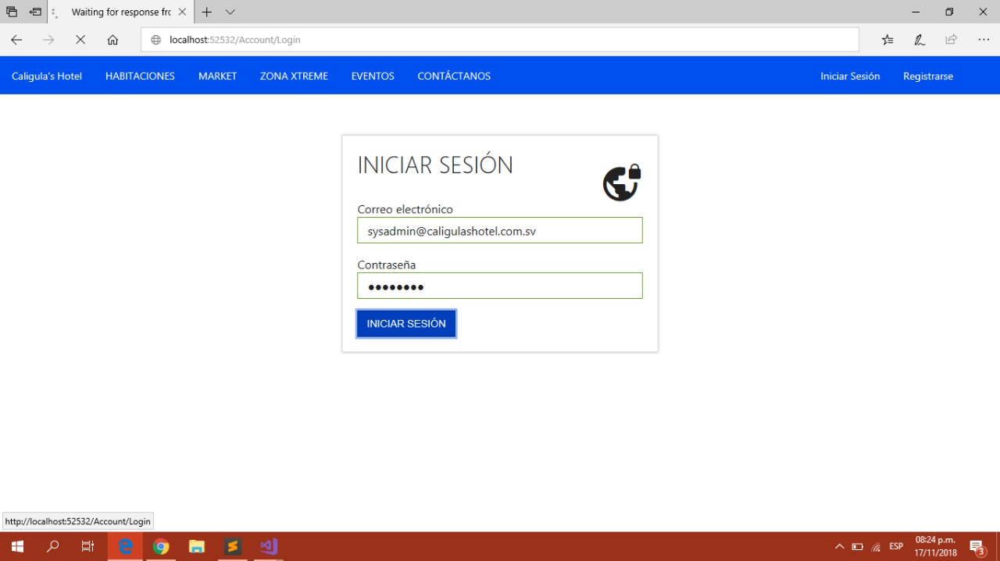 Waiting for response fro
localhost:52532/Account/Login
Caligula's Hotel HABITACIONES MARKET ZONA XTREME EVENTOS CONTÁCTANOS Iniciar Sesión Registrarse
INICIAR SESIÓN
Correo electrónico
sysadmin@caligulashotel.com.sv
Contraseña
••••••••
INICIAR SESIÓN
http://localhost:52532/Account/Login
ESP
08:24 p.m.
17/11/2018
3